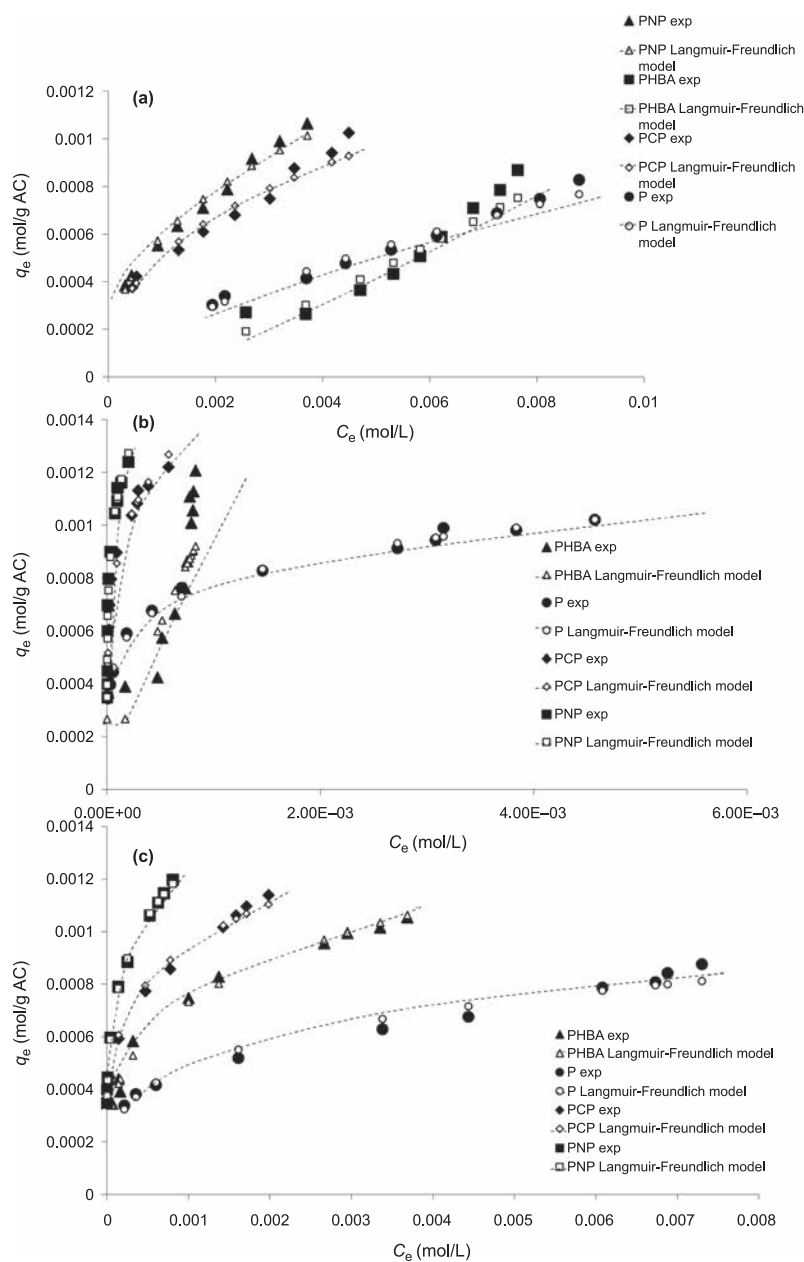 PNP exp
PNP Langmuir–Freundlich
model
PHBA exp
PHBA Langmuir–Freundlich
model
PCP exp
PCP Langmuir–Freundlich
model
P exp
P Langmuir–Freundlich
model
(a)
0.0012
0.001
0.0008
0.0006
0.0004
0.0002
0
qe (mol/g AC)
0 0.002 0.004 0.006 0.008 0.01
Ce (mol/L)
(b)
0.0014
0.0012
0.001
0.0008
0.0006
0.0004
0.0002
0
qe (mol/g AC)
PHBA exp
PHBA Langmuir–Freundlich model
P exp
P Langmuir–Freundlich model
PCP exp
PCP Langmuir–Freundlich model
PNP exp
PNP Langmuir–Freundlich model
0.00E+00 2.00E–03 4.00E–03 6.00E–03
Ce (mol/L)
(c)
0.0014
0.0012
0.001
0.0008
0.0006
0.0004
0.0002
0
qe (mol/g AC)
PHBA exp
PHBA Langmuir–Freundlich model
P exp
P Langmuir–Freundlich model
PCP exp
PCP Langmuir–Freundlich model
PNP exp
PNP Langmuir–Freundlich model
0 0.001 0.002 0.003 0.004 0.005 0.006 0.007 0.008
Ce (mol/L)